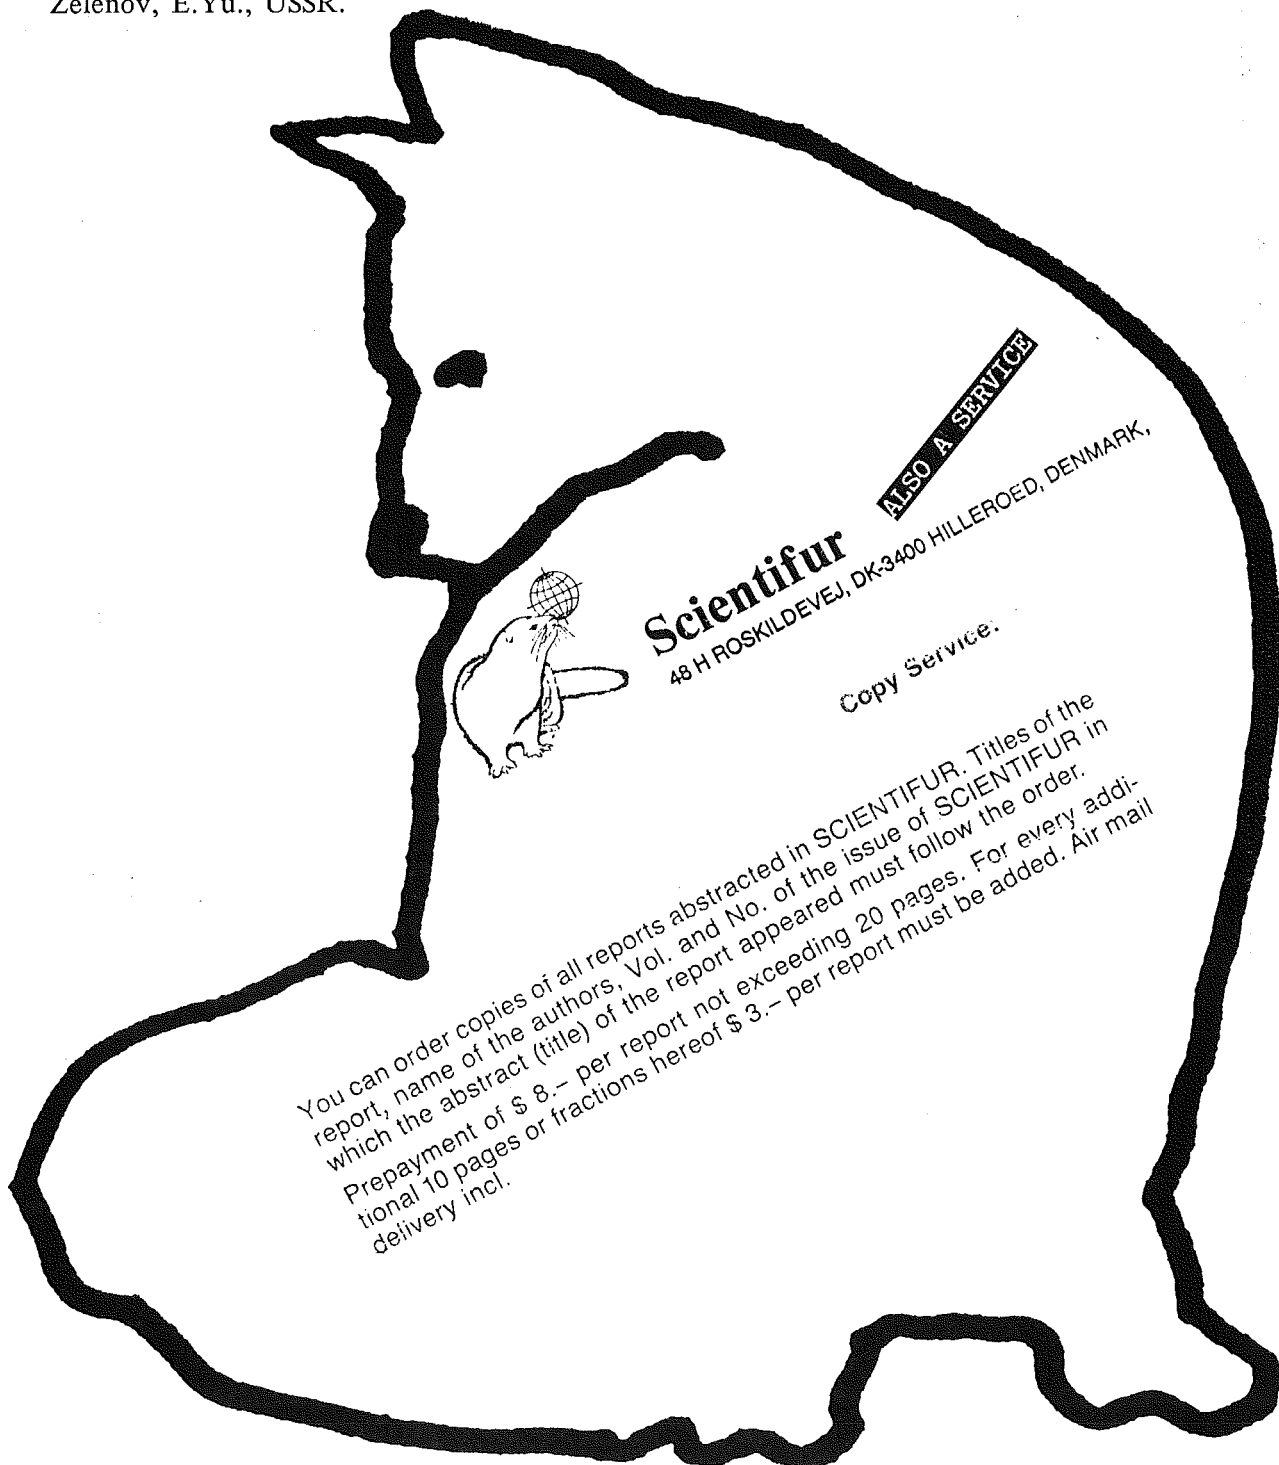 Zelenov, E.Yu., USSR.
ALSO A SERVICE
Scientifur
48 H ROSKILDEVEJ, DK-3400 HILLEROED, DENMARK,
Copy Service:
You can order copies of all reports abstracted in SCIENTIFUR. Titles of the
report, name of the authors, Vol. and No. of the issue of SCIENTIFUR in
which the abstract (title) of the report appeared must follow the order.
Prepayment of $ 8.– per report not exceeding 20 pages. For every addi-
tional 10 pages or fractions hereof $ 3.– per report must be added. Air mail
delivery incl.